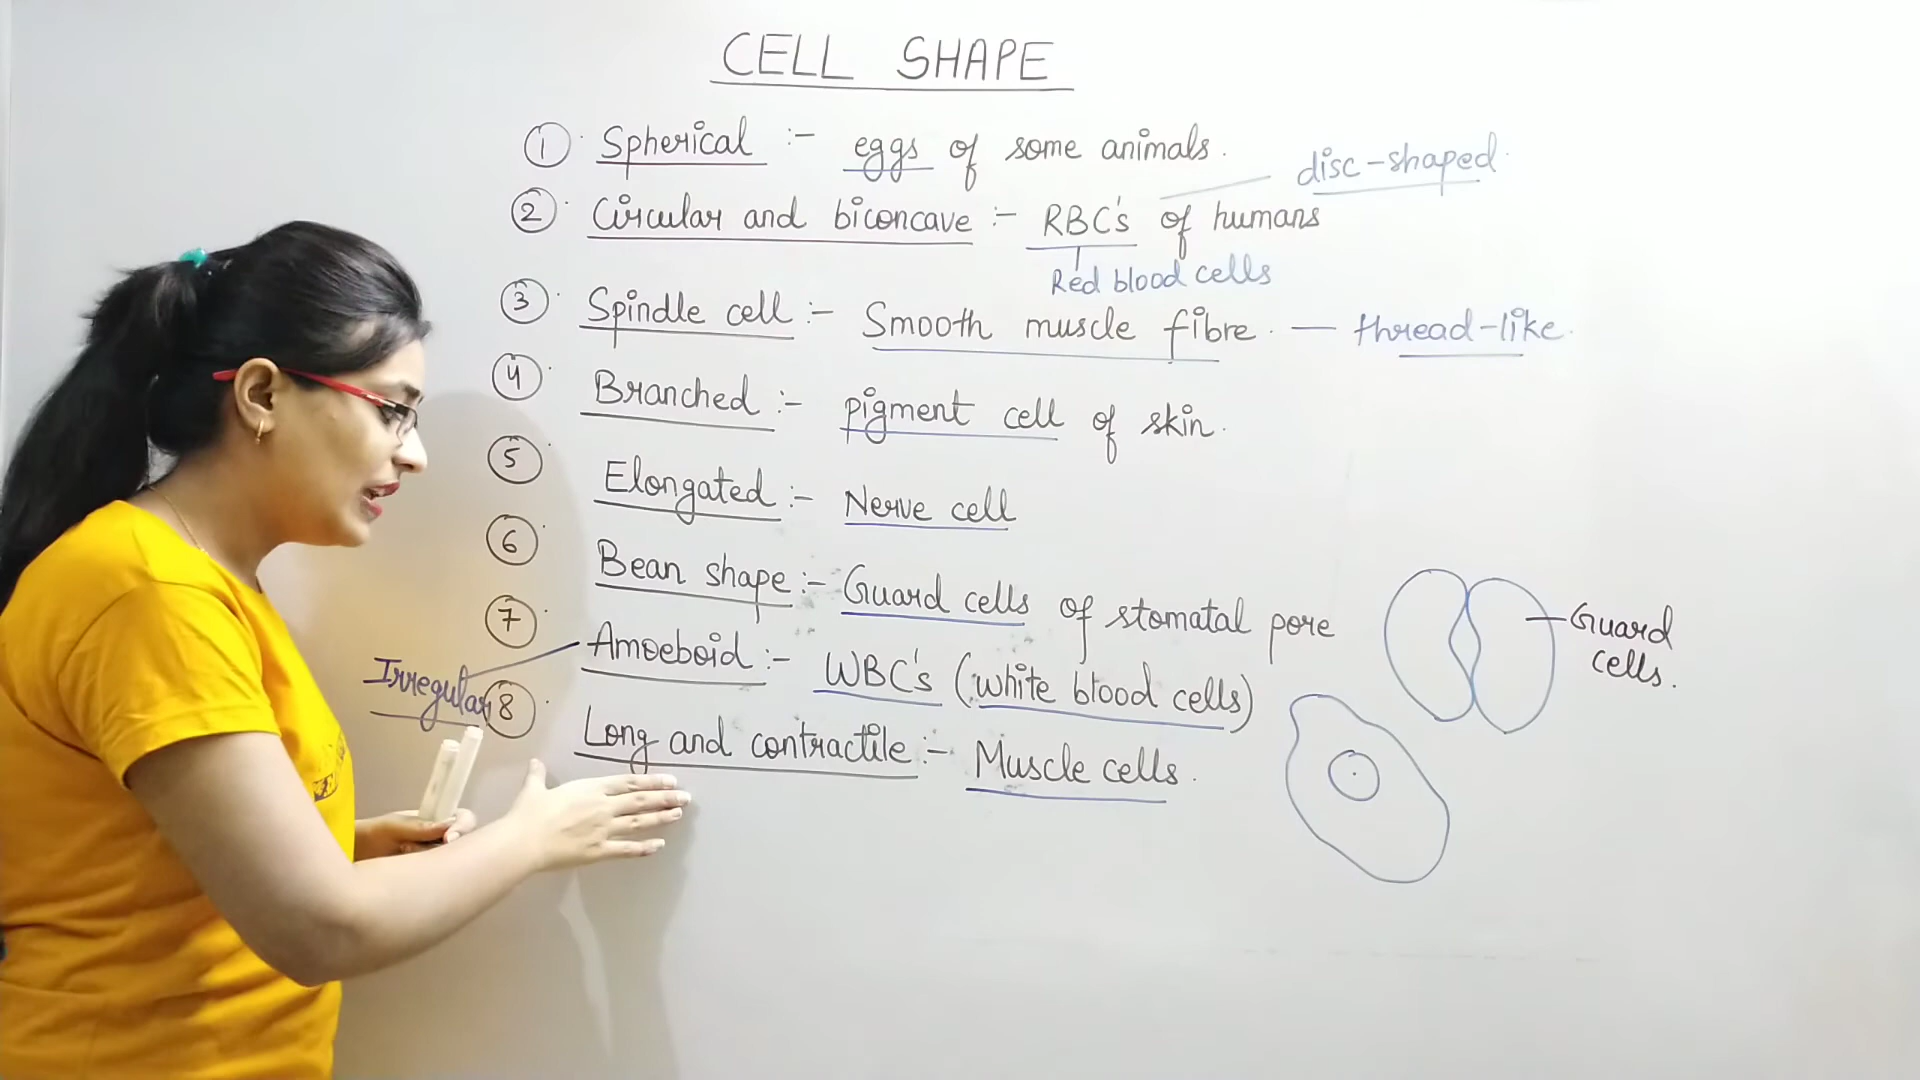 CELL SHAPE
① Spherical :- eggs of some animals.
disc-shaped.
② Circular and biconcave :- RBC's of humans
Red blood cells
③ Spindle cell :- Smooth muscle fibre. — thread-like.
④ Branched :- pigment cell of skin.
⑤ Elongated :- Nerve cell
⑥ Bean shape :- Guard cells of stomatal pore
Guard
cells.
⑦ Amoeboid :- WBC's (white blood cells)
Irregular
⑧ Long and contractile :- Muscle cells.